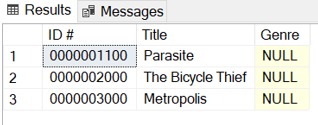 Results Messages
ID # Title Genre
1 0000001100 Parasite NULL
2 0000002000 The Bicycle Thief NULL
3 0000003000 Metropolis NULL